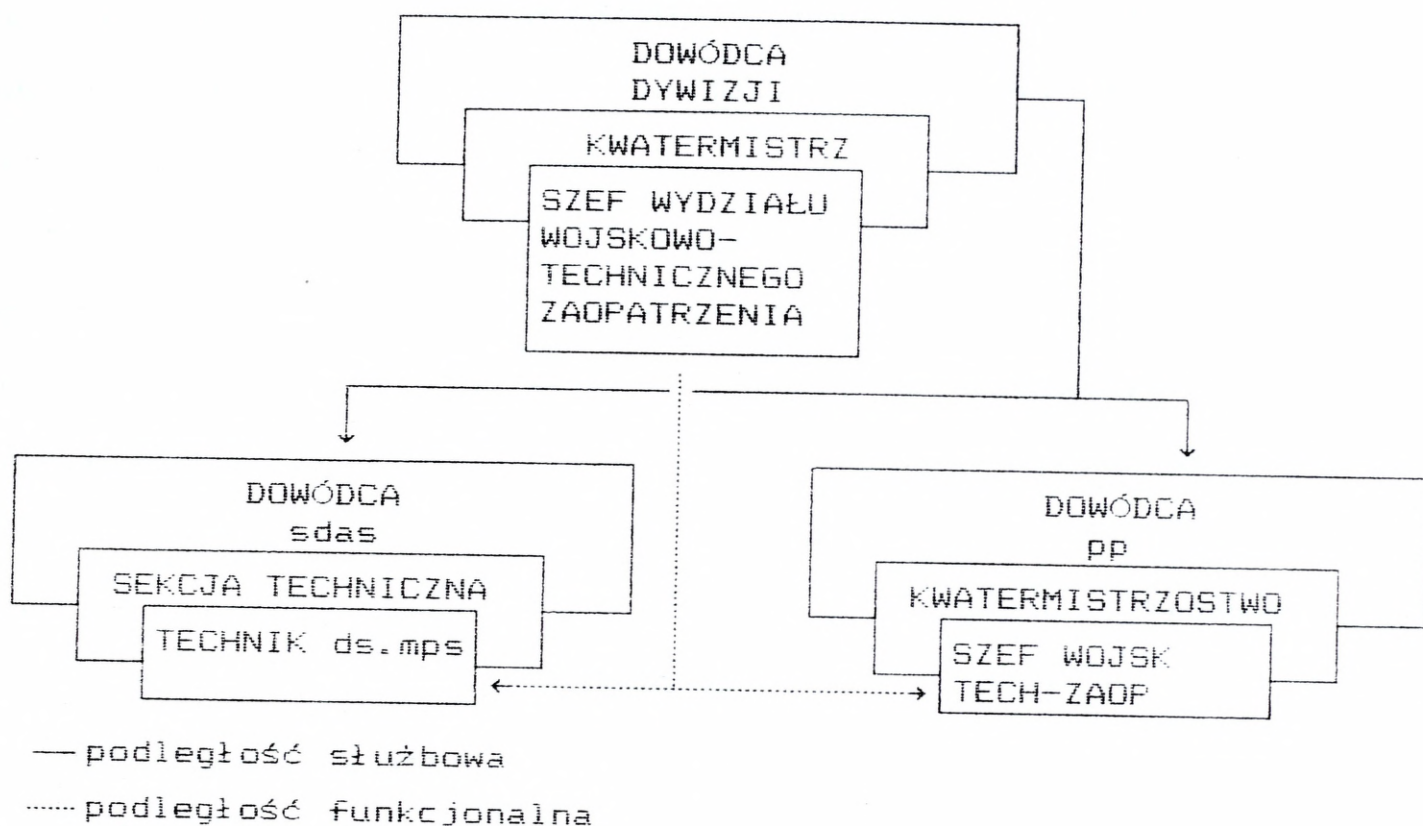 DOWÓDCA
DYWIZJI
KWATERMISTRZ
SZEF WYDZIAŁU
WOJSKOWO-
TECHNICZNEGO
ZAOPATRZENIA
DOWÓDCA
sdas
SEKCJA TECHNICZNA
TECHNIK ds.mps
DOWÓDCA
pp
KWATERMISTRZOSTWO
SZEF WOJSK
TECH-ZAOP
podległość służbowa
podległość funkcjonalna